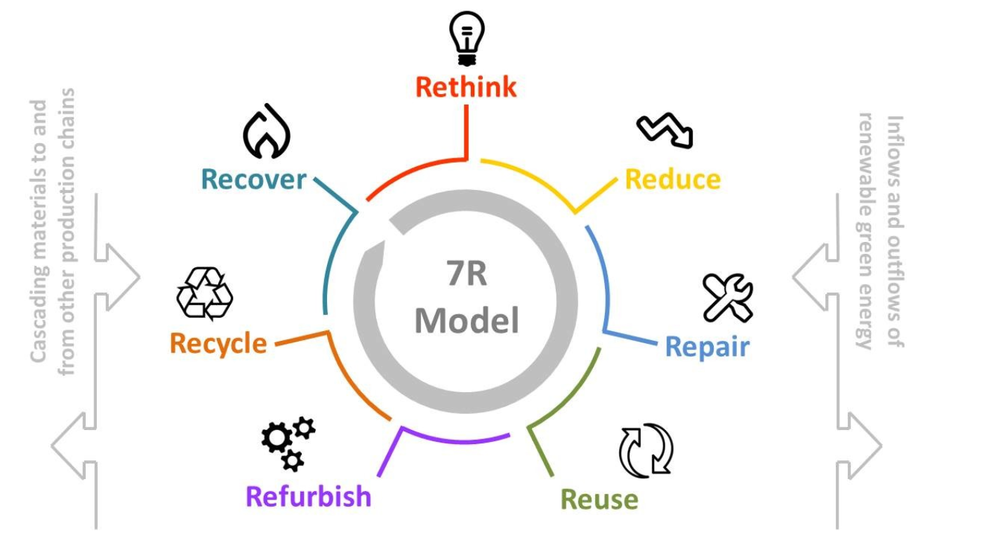 Rethink
Reduce
Repair
Reuse
Refurbish
Recycle
Recover
7R
Model
Cascading materials to and
from other production chains
Inflows and outflows of
renewable green energy